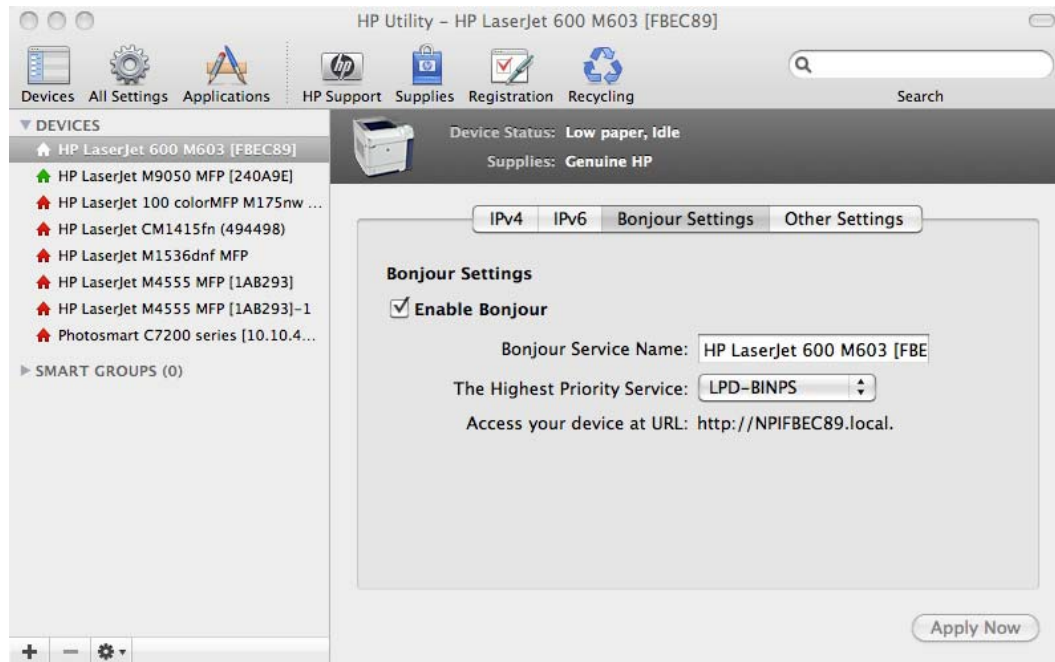 HP Utility – HP LaserJet 600 M603 [FBEC89]
Devices All Settings Applications HP Support Supplies Registration Recycling Search
DEVICES
HP LaserJet 600 M603 [FBEC89]
HP LaserJet M9050 MFP [240A9E]
HP LaserJet 100 colorMFP M175nw ...
HP LaserJet CM1415fn (494498)
HP LaserJet M1536dnf MFP
HP LaserJet M4555 MFP [1AB293]
HP LaserJet M4555 MFP [1AB293]-1
Photosmart C7200 series [10.10.4...
SMART GROUPS (0)
Device Status: Low paper, Idle
Supplies: Genuine HP
IPv4 IPv6 Bonjour Settings Other Settings
Bonjour Settings
Enable Bonjour
Bonjour Service Name: HP LaserJet 600 M603 [FBE
The Highest Priority Service: LPD-BINPS
Access your device at URL: http://NPIFBEC89.local.
Apply Now